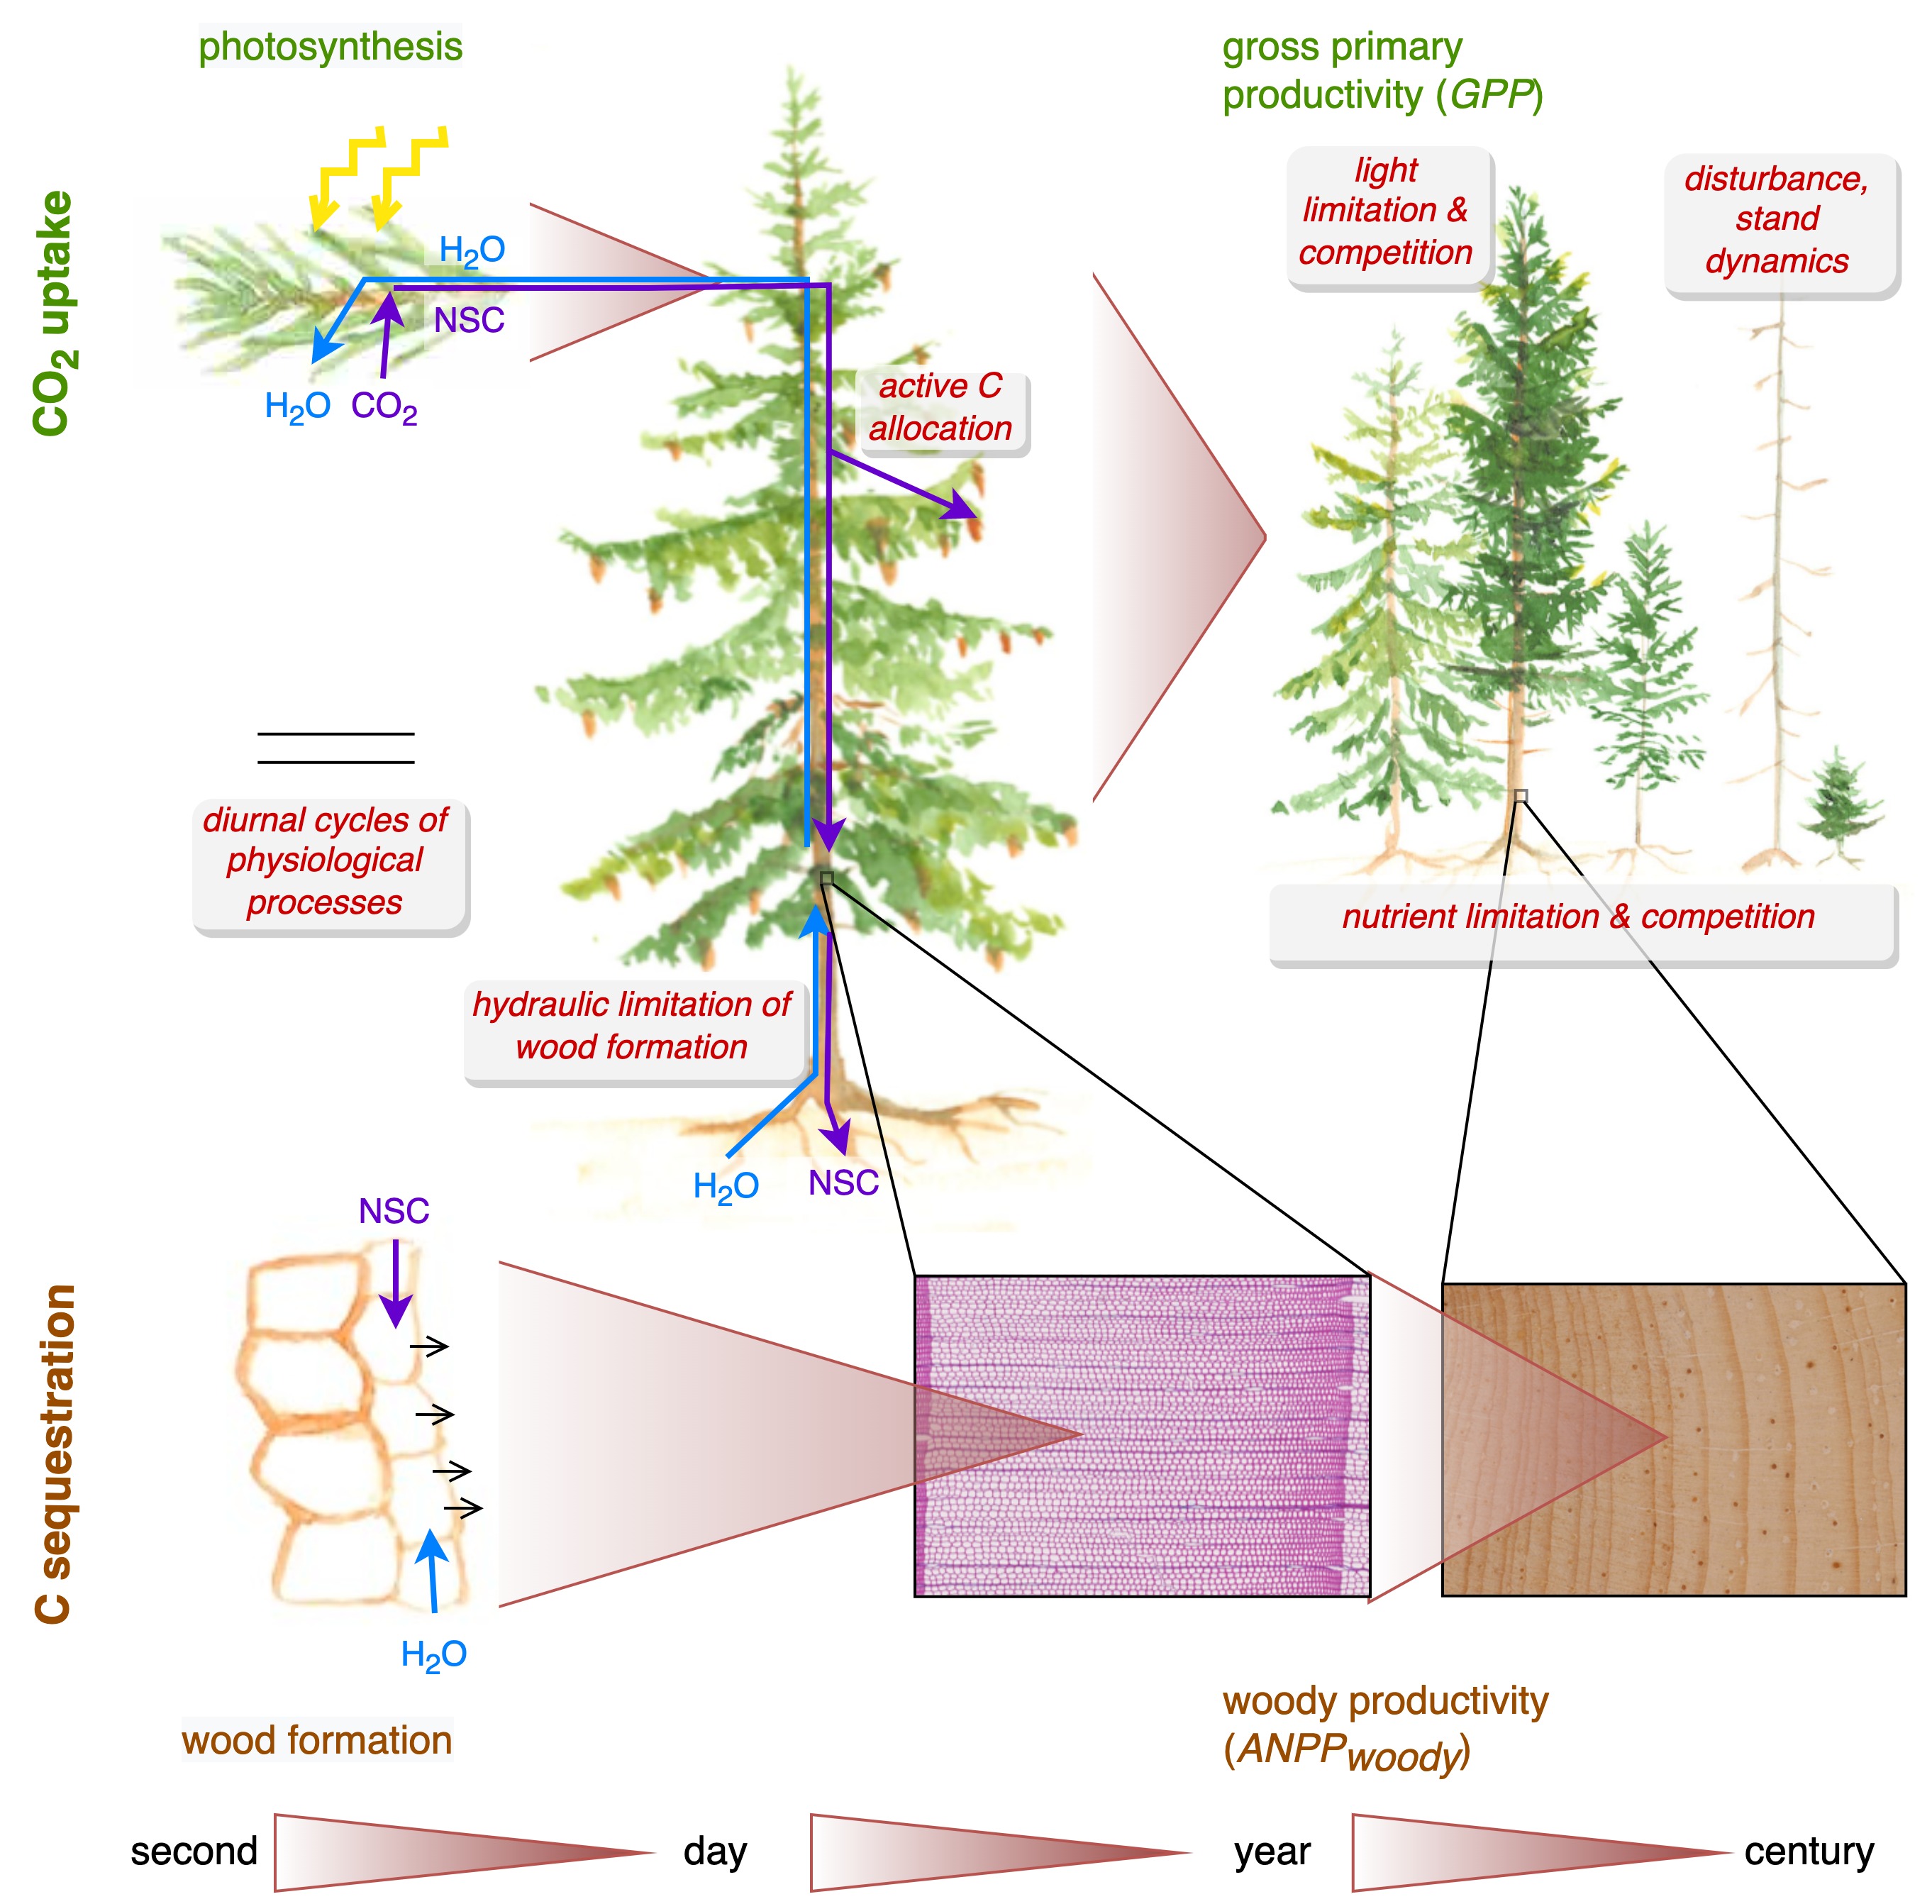 photosynthesis
gross primary
productivity (GPP)
CO2 uptake
light
limitation &
competition
disturbance,
stand
dynamics
H2O
NSC
H2O CO2
active C
allocation
diurnal cycles of
physiological
processes
nutrient limitation & competition
hydraulic limitation of
wood formation
H2O
NSC
NSC
C sequestration
H2O
wood formation
woody productivity
(ANPPwoody)
second
day
year
century